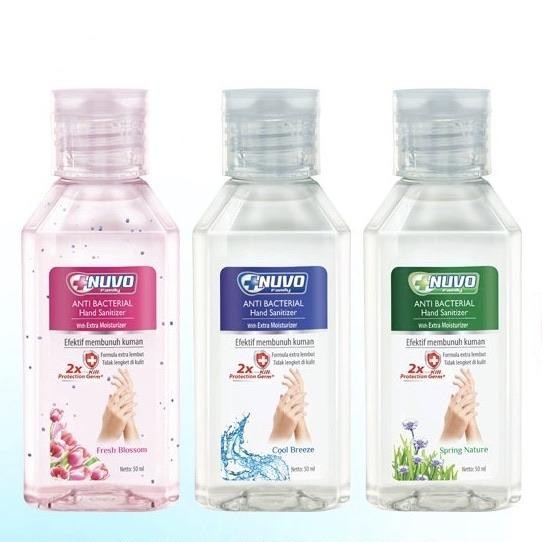 NUVO
Family
ANTI BACTERIAL
Hand Sanitizer
With Extra Moisturizer
Efektif membunuh kuman
Formula extra lembut
Tidak lengket di kulit
2x Kill
Protection Germ*
Fresh Blossom
Netto: 50 ml
NUVO
Family
ANTI BACTERIAL
Hand Sanitizer
With Extra Moisturizer
Efektif membunuh kuman
Formula extra lembut
Tidak lengket di kulit
2x Kill
Protection Germ*
Cool Breeze
Netto: 50 ml
NUVO
Family
ANTI BACTERIAL
Hand Sanitizer
With Extra Moisturizer
Efektif membunuh kuman
Formula extra lembut
Tidak lengket di kulit
2x Kill
Protection Germ*
Spring Nature
Netto: 50 ml